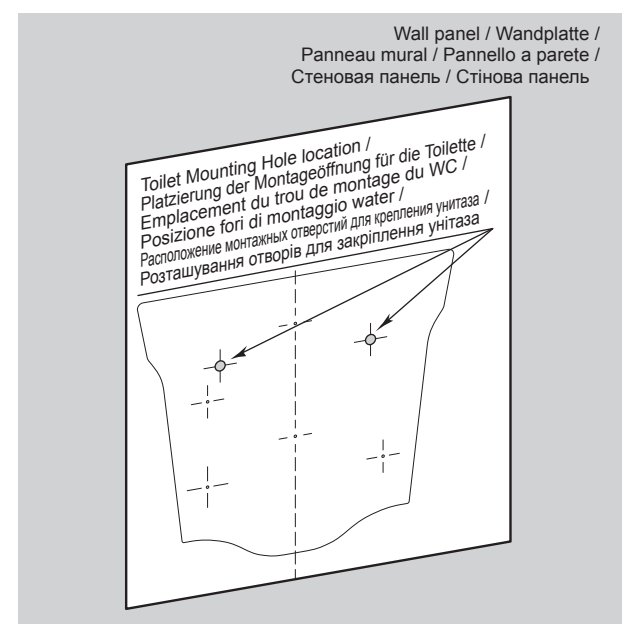 Wall panel / Wandplatte /
Panneau mural / Pannello a parete /
Стеновая панель / Стінова панель
Toilet Mounting Hole location /
Platzierung der Montageöffnung für die Toilette /
Emplacement du trou de montage du WC /
Posizione fori di montaggio water /
Расположение монтажных отверстий для крепления унитаза /
Розташування отворів для закріплення унітаза